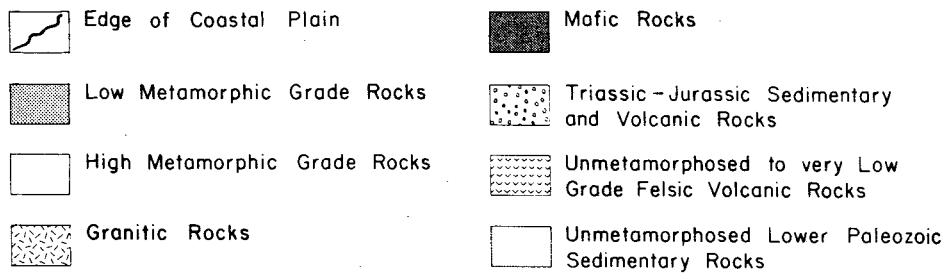 Edge of Coastal Plain
Low Metamorphic Grade Rocks
High Metamorphic Grade Rocks
Granitic Rocks
Mafic Rocks
Triassic-Jurassic Sedimentary
and Volcanic Rocks
Unmetamorphosed to very Low
Grade Felsic Volcanic Rocks
Unmetamorphosed Lower Paleozoic
Sedimentary Rocks